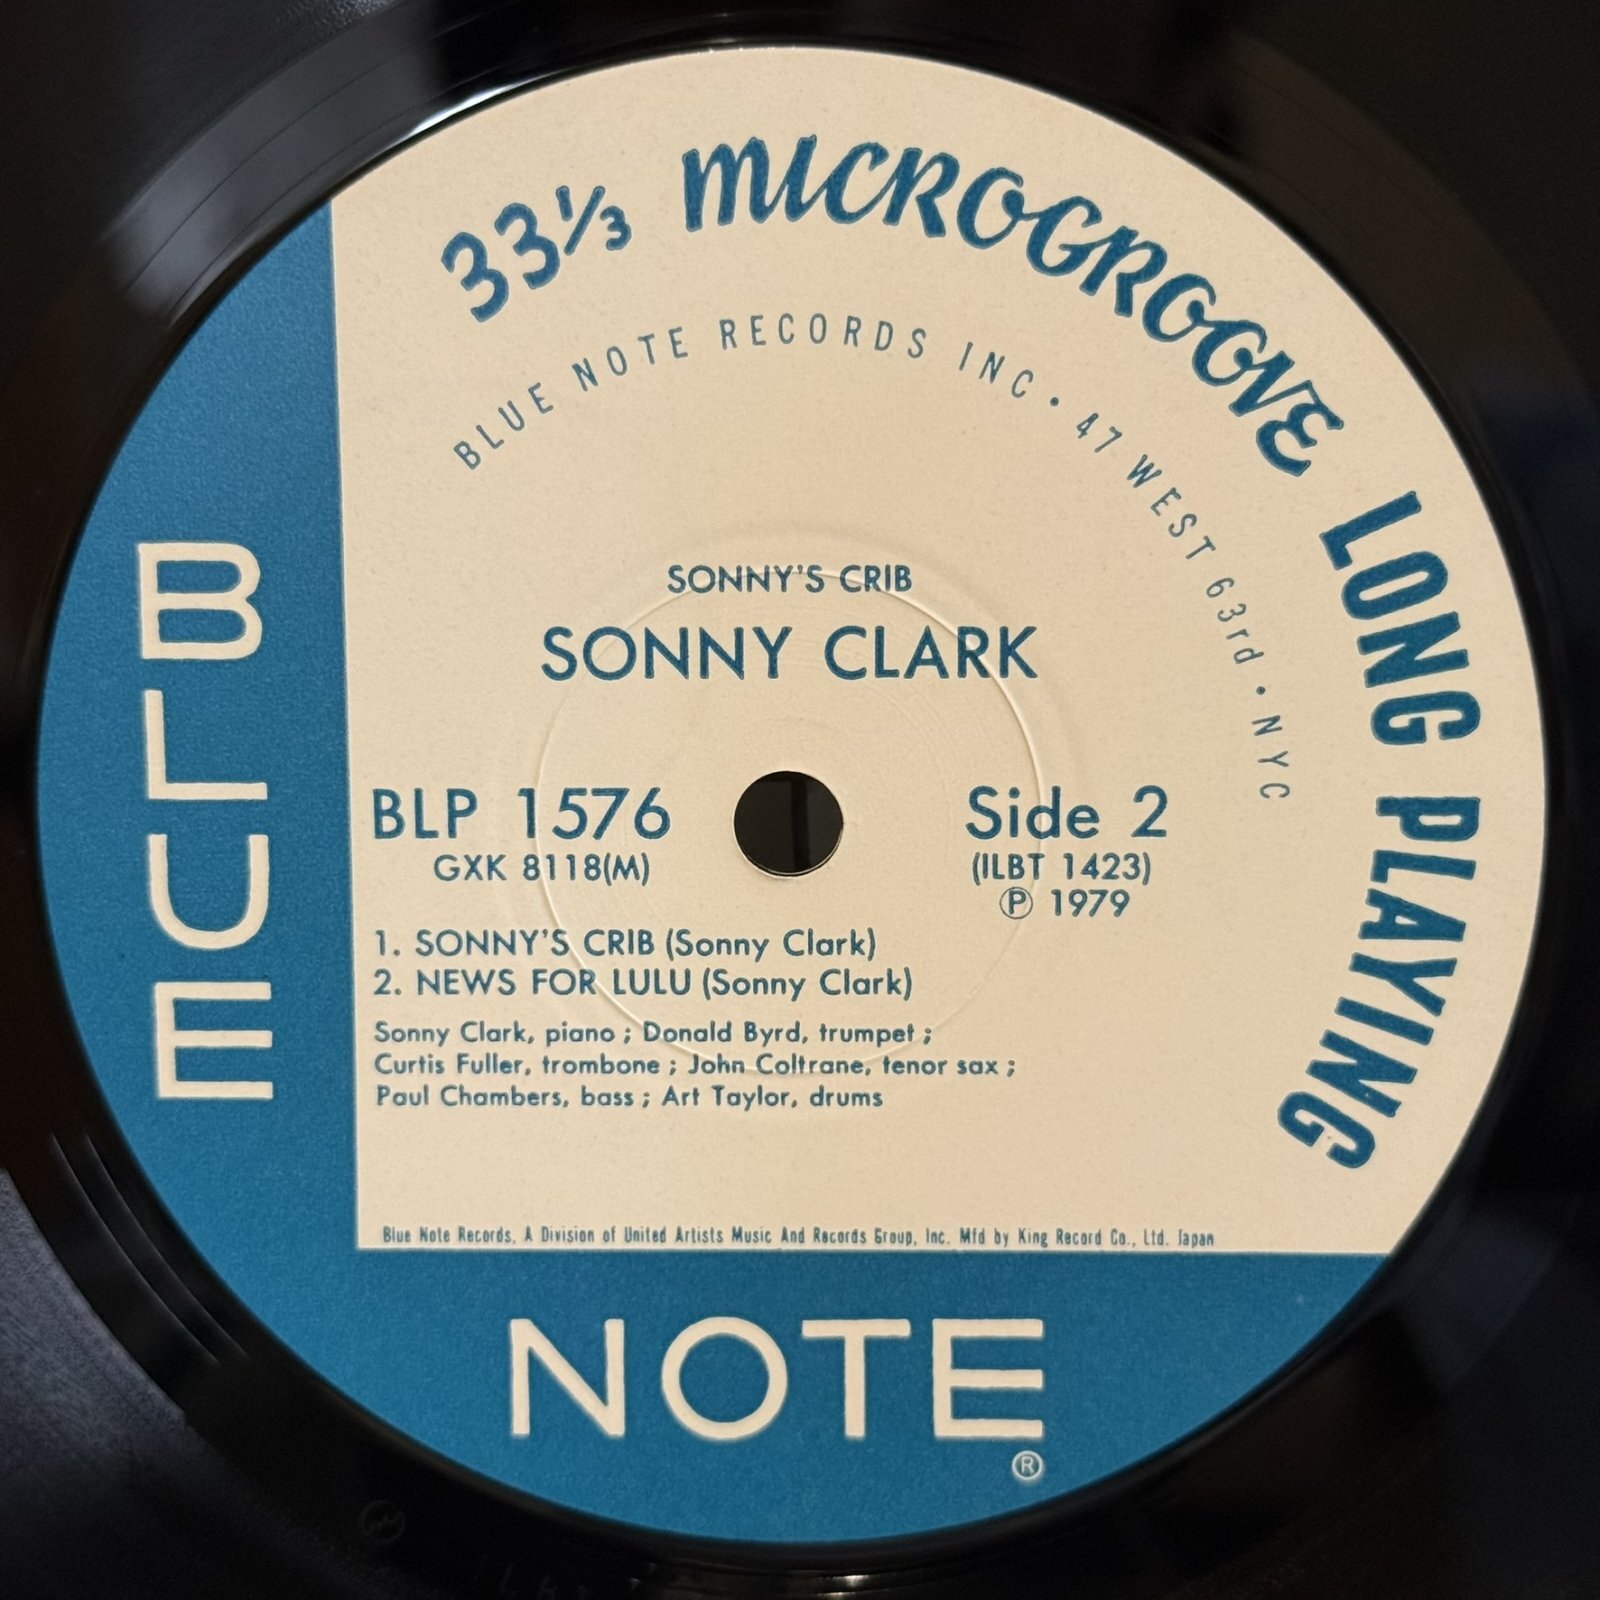 33⅓ MICROGROOVE LONG PLAYING
BLUE NOTE RECORDS INC · 47 WEST 63rd · NYC
SONNY'S CRIB
SONNY CLARK
BLP 1576
GXK 8118(M)
Side 2
(ILBT 1423)
Ⓟ 1979
1. SONNY'S CRIB (Sonny Clark)
2. NEWS FOR LULU (Sonny Clark)
Sonny Clark, piano ; Donald Byrd, trumpet ;
Curtis Fuller, trombone ; John Coltrane, tenor sax ;
Paul Chambers, bass ; Art Taylor, drums
Blue Note Records, A Division of United Artists Music And Records Group, Inc. Mfd by King Record Co., Ltd. Japan
BLUE
NOTE
®